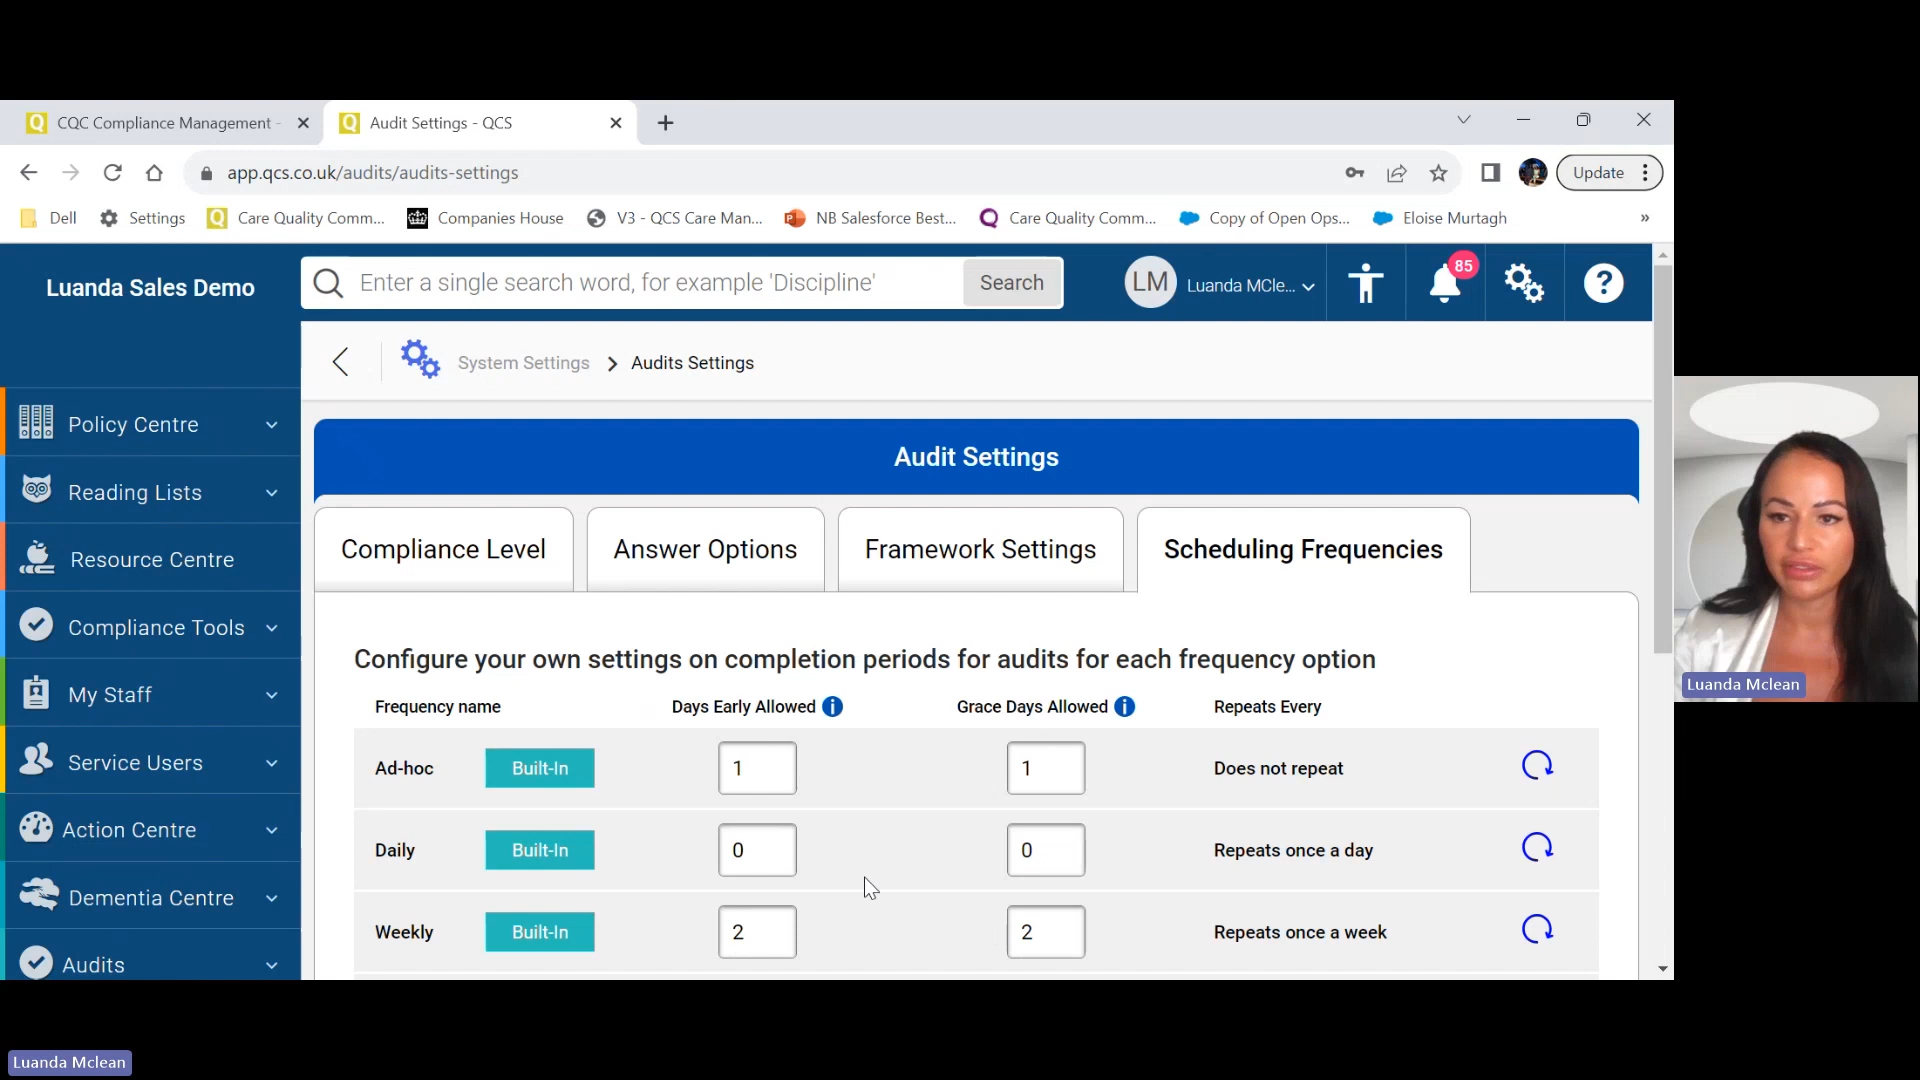 CQC Compliance Management -
Audit Settings - QCS
app.qcs.co.uk/audits/audits-settings
Update
Dell
Settings
Care Quality Comm...
Companies House
V3 - QCS Care Man...
NB Salesforce Best...
Care Quality Comm...
Copy of Open Ops...
Eloise Murtagh
»
Luanda Sales Demo
Enter a single search word, for example 'Discipline'
Search
LM
Luanda MCle...
85
?
System Settings
Audits Settings
Policy Centre
Reading Lists
Resource Centre
Compliance Tools
My Staff
Service Users
Action Centre
Dementia Centre
Audits
Audit Settings
Compliance Level
Answer Options
Framework Settings
Scheduling Frequencies
Configure your own settings on completion periods for audits for each frequency option
Frequency name Days Early Allowed i Grace Days Allowed i Repeats Every
Ad-hoc Built-In 1 1 Does not repeat
Daily Built-In 0 0 Repeats once a day
Weekly Built-In 2 2 Repeats once a week
Luanda Mclean
Luanda Mclean